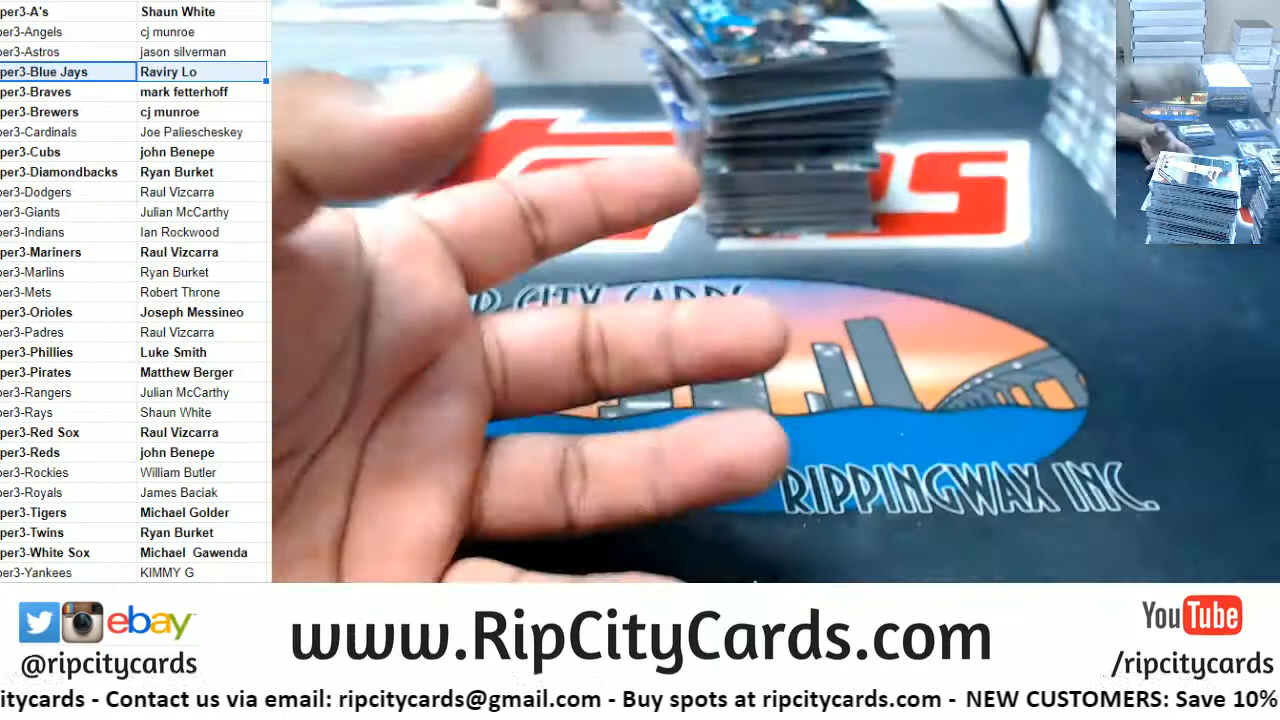 per3-A's Shaun White
per3-Angels cj munroe
per3-Astros jason silverman
per3-Blue Jays Raviry Lo
per3-Braves mark fetterhoff
per3-Brewers cj munroe
per3-Cardinals Joe Paliescheskey
per3-Cubs john Benepe
per3-Diamondbacks Ryan Burket
per3-Dodgers Raul Vizcarra
per3-Giants Julian McCarthy
per3-Indians Ian Rockwood
per3-Mariners Raul Vizcarra
per3-Marlins Ryan Burket
per3-Mets Robert Throne
per3-Orioles Joseph Messineo
per3-Padres Raul Vizcarra
per3-Phillies Luke Smith
per3-Pirates Matthew Berger
per3-Rangers Julian McCarthy
per3-Rays Shaun White
per3-Red Sox Raul Vizcarra
per3-Reds john Benepe
per3-Rockies William Butler
per3-Royals James Baciak
per3-Tigers Michael Golder
per3-Twins Ryan Burket
per3-White Sox Michael Gawenda
per3-Yankees KIMMY G
RIP CITY CARDS
RIPPINGWAX INC.
ebay
@ripcitycards
www.RipCityCards.com
YouTube
/ripcitycards
citycards - Contact us via email: ripcitycards@gmail.com - Buy spots at ripcitycards.com - NEW CUSTOMERS: Save 10%